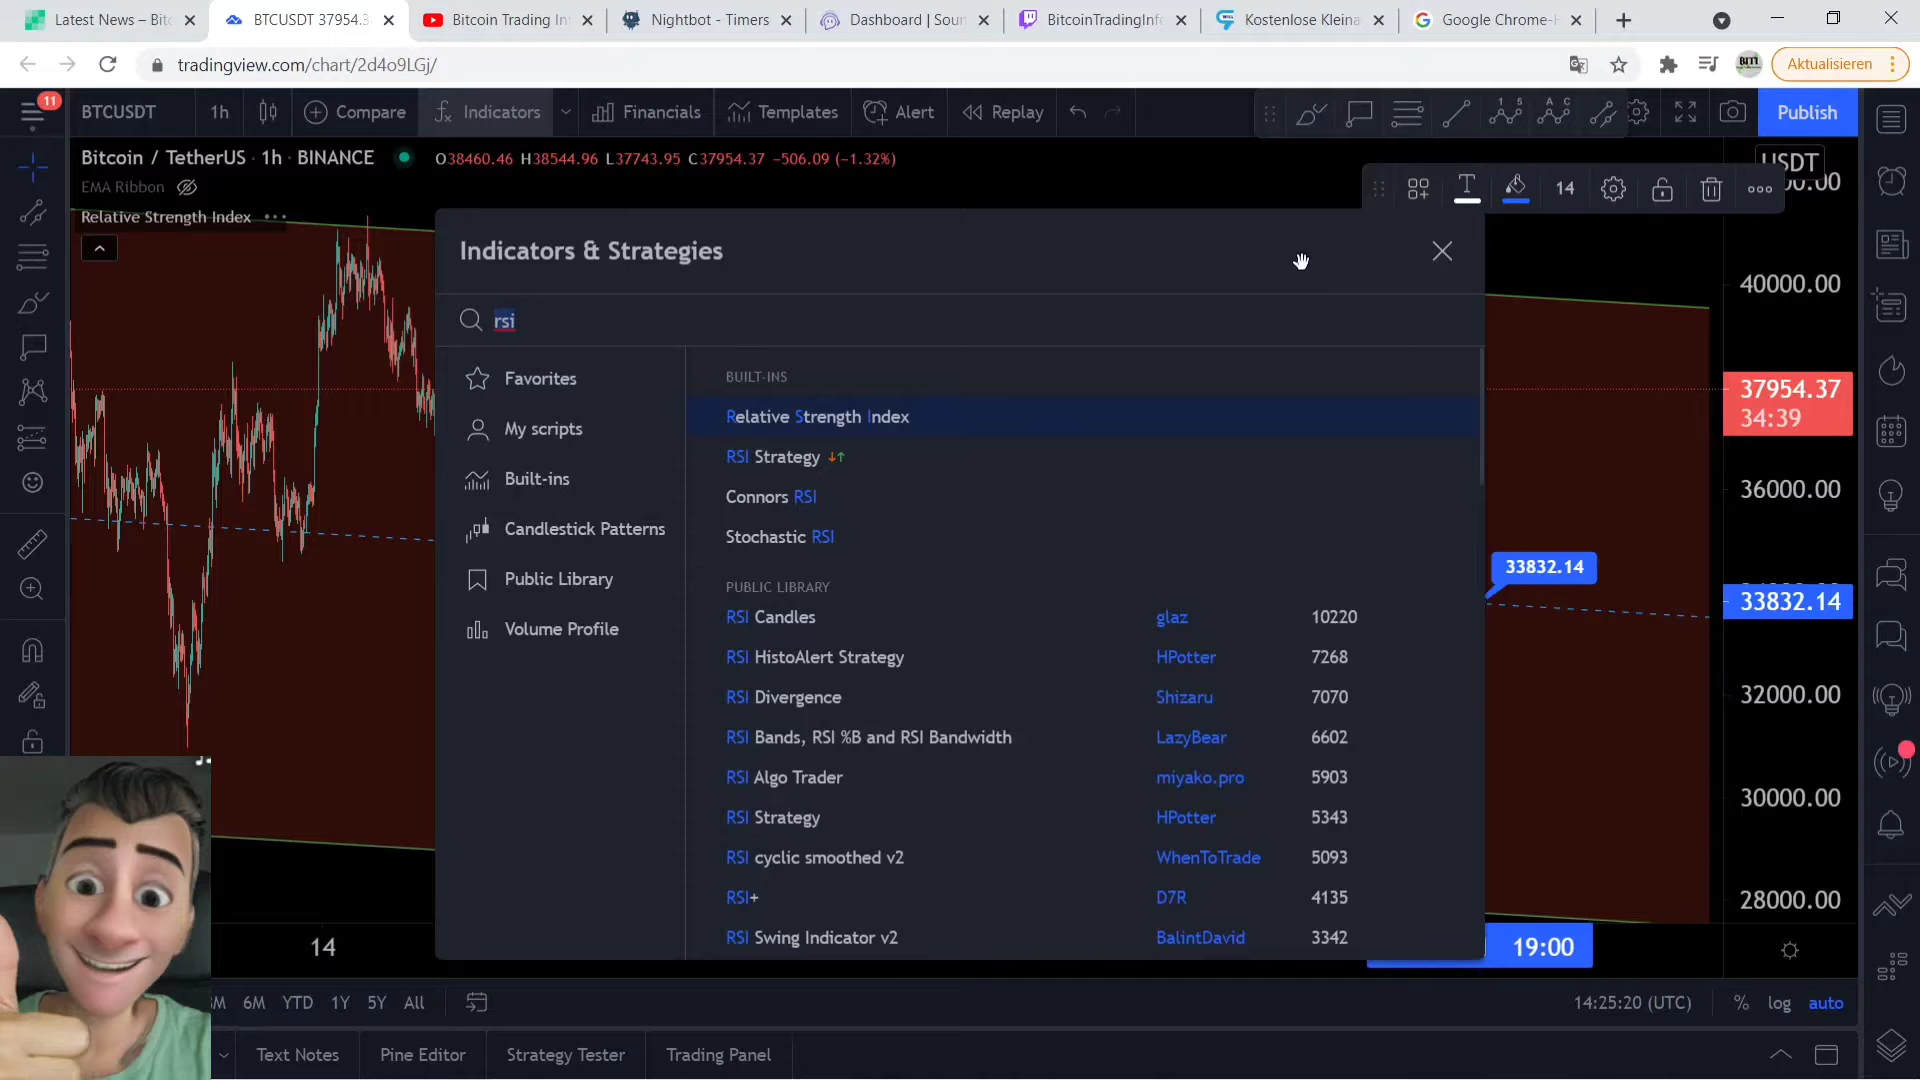 Latest News – Bitc
BTCUSDT 37954.3
Bitcoin Trading In
Nightbot - Timers
Dashboard | Soun
BitcoinTradingInfo
Kostenlose Kleina
Google Chrome-H
tradingview.com/chart/2d4o9LGj/
Aktualisieren
11
BTCUSDT
1h
Compare
Indicators
Financials
Templates
Alert
Replay
Publish
Bitcoin / TetherUS · 1h · BINANCE
O38460.46 H38544.96 L37743.95 C37954.37 −506.09 (−1.32%)
USDT
EMA Ribbon
14
Relative Strength Index
Indicators & Strategies
rsi
Favorites
My scripts
Built-ins
Candlestick Patterns
Public Library
Volume Profile
BUILT-INS
Relative Strength Index
RSI Strategy
Connors RSI
Stochastic RSI
PUBLIC LIBRARY
RSI Candles glaz 10220
RSI HistoAlert Strategy HPotter 7268
RSI Divergence Shizaru 7070
RSI Bands, RSI %B and RSI Bandwidth LazyBear 6602
RSI Algo Trader miyako.pro 5903
RSI Strategy HPotter 5343
RSI cyclic smoothed v2 WhenToTrade 5093
RSI+ D7R 4135
RSI Swing Indicator v2 BalintDavid 3342
40000.00
37954.37
34:39
36000.00
33832.14
33832.14
32000.00
30000.00
28000.00
14
19:00
6M YTD 1Y 5Y All
14:25:20 (UTC) % log auto
Text Notes
Pine Editor
Strategy Tester
Trading Panel